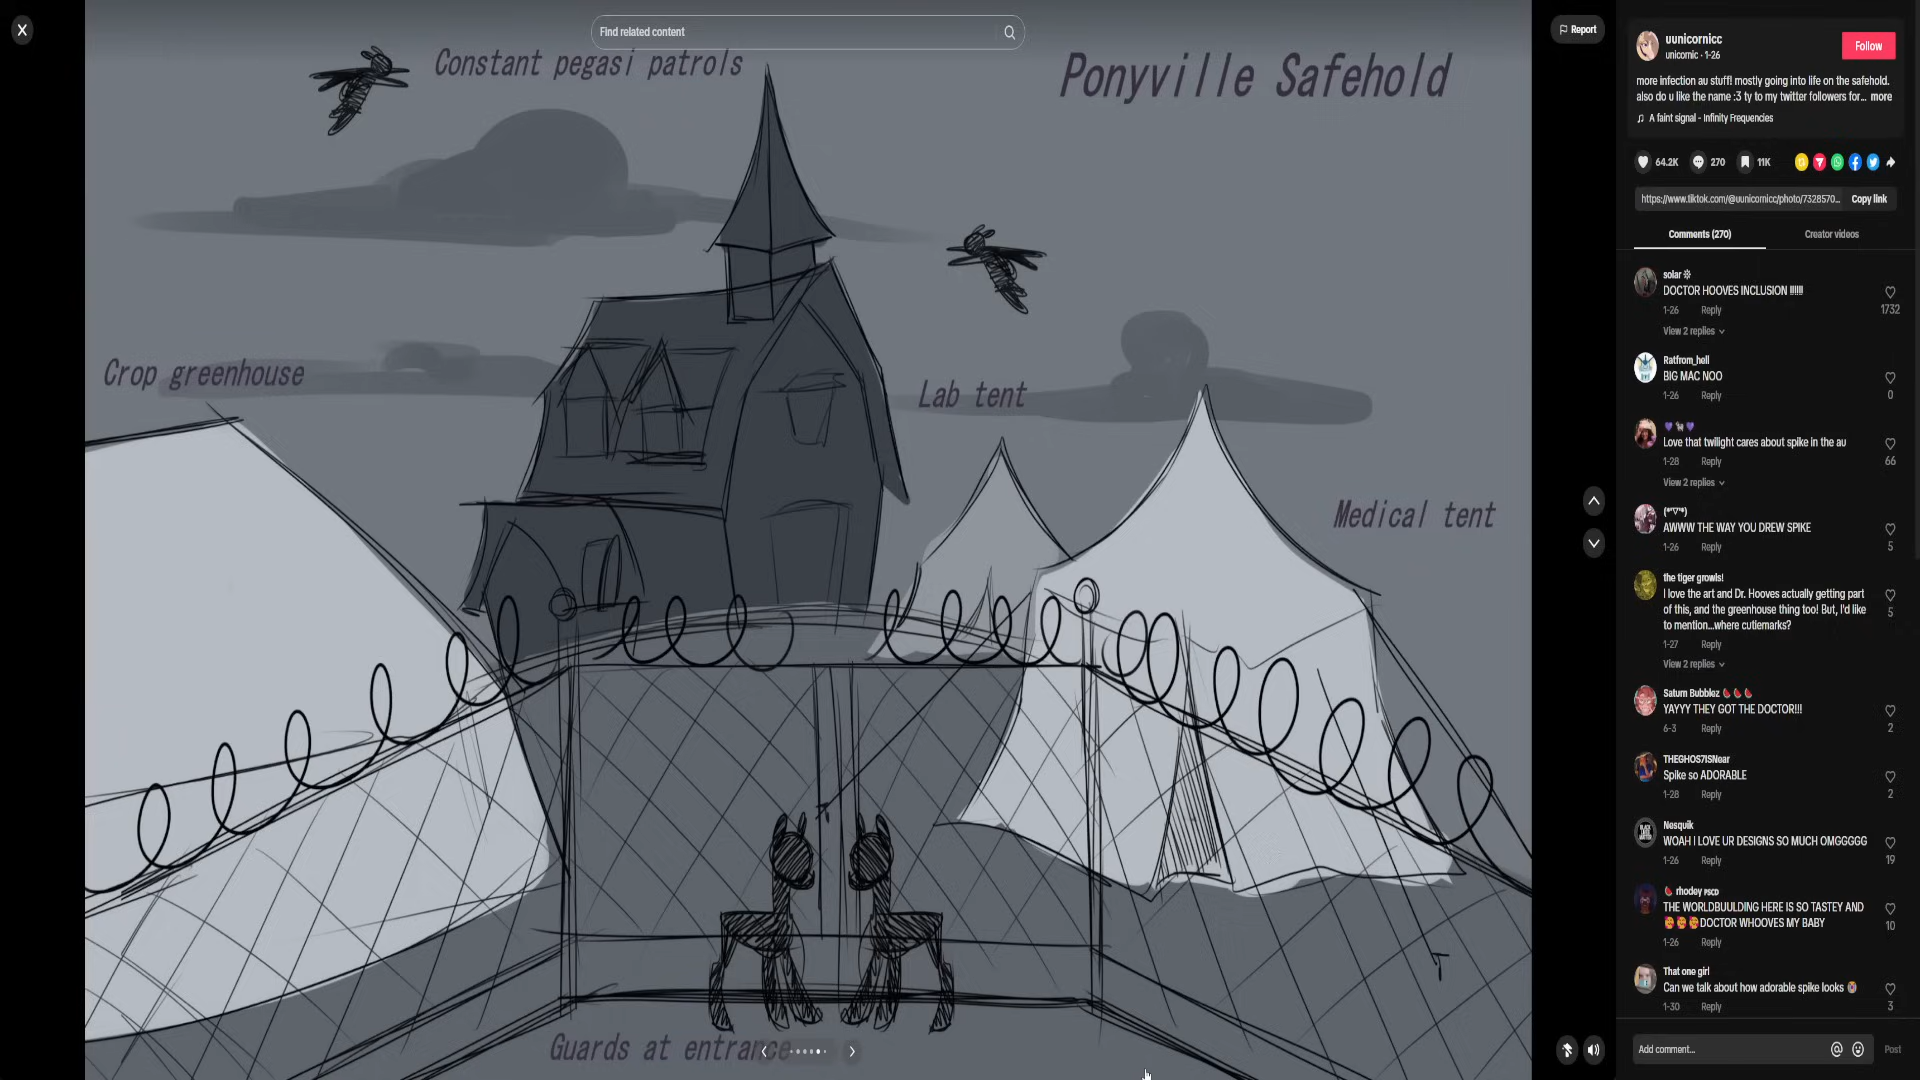 Find related content
Constant pegasi patrols
Ponyville Safehold
Crop greenhouse
Lab tent
Medical tent
Guards at entrance
Report
uunicornicc
unicornic · 1-26
Follow
more infection au stuff! mostly going into life on the safehold.
also do u like the name :3 ty to my twitter followers for... more
A faint signal - Infinity Frequencies
64.2K
270
11K
https://www.tiktok.com/@uunicornicc/photo/7328570...
Copy link
Comments (270)
Creator videos
solar
DOCTOR HOOVES INCLUSION !!!!!!!
1-26 Reply
1732
View 2 replies
Ratfrom_hell
BIG MAC NOO
1-26 Reply
0
💜🐈‍⬛💜
Love that twilight cares about spike in the au
1-28 Reply
66
View 2 replies
AWWW THE WAY YOU DREW SPIKE
1-26 Reply
5
the tiger growls!
I love the art and Dr. Hooves actually getting part
of this, and the greenhouse thing too! But, I'd like
to mention...where cutiemarks?
5
1-27 Reply
View 2 replies
Saturn Bubblez 🍉🍉🍉
YAYYY THEY GOT THE DOCTOR!!!
6-3 Reply
2
THEGHOS7ISNear
Spike so ADORABLE
1-28 Reply
2
Nesquik
WOAH I LOVE UR DESIGNS SO MUCH OMGGGGG
1-26 Reply
19
🍉 rhodey PSCD
THE WORLDBUULDING HERE IS SO TASTEY AND
🥰🥰🥰DOCTOR WHOOVES MY BABY
10
1-26 Reply
That one girl
Can we talk about how adorable spike looks
1-30 Reply
3
Add comment...
Post